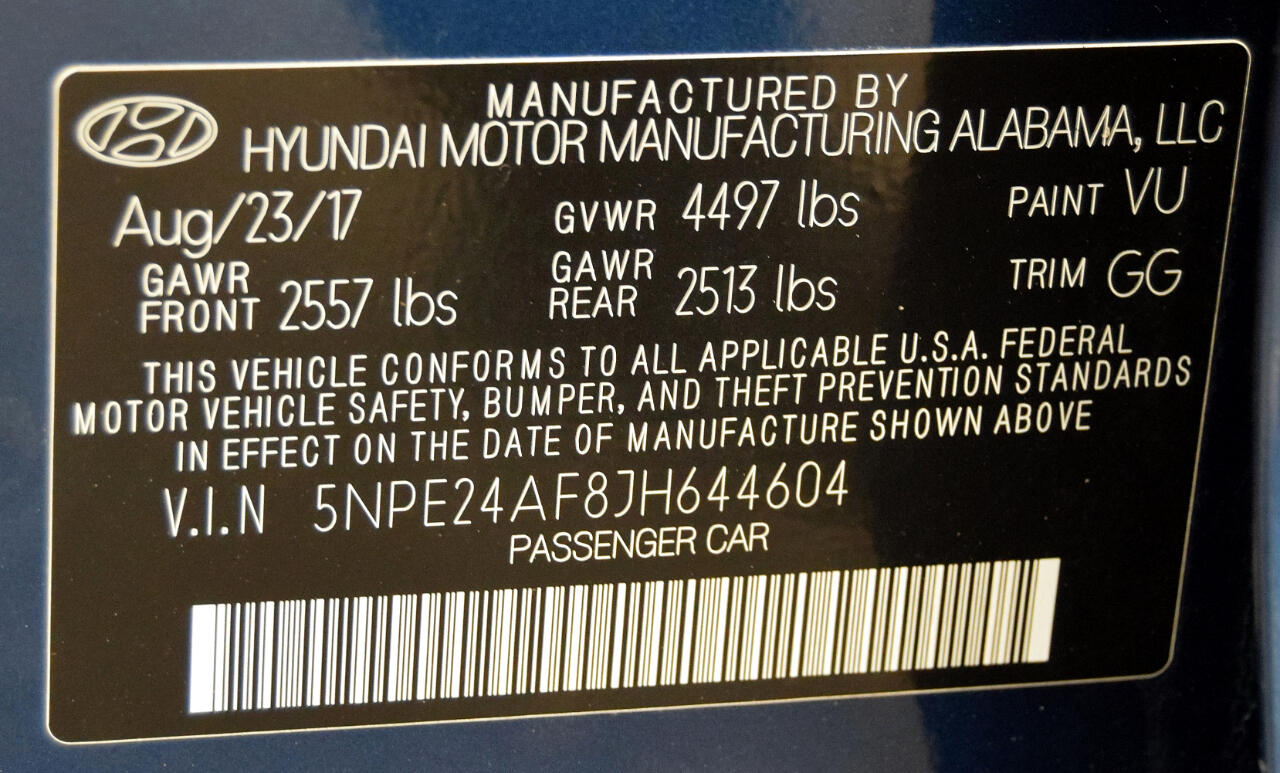 MANUFACTURED BY
HYUNDAI MOTOR MANUFACTURING ALABAMA, LLC
Aug/23/17 GVWR 4497 lbs PAINT VU
GAWR FRONT 2557 lbs GAWR REAR 2513 lbs TRIM GG
THIS VEHICLE CONFORMS TO ALL APPLICABLE U.S.A. FEDERAL
MOTOR VEHICLE SAFETY, BUMPER, AND THEFT PREVENTION STANDARDS
IN EFFECT ON THE DATE OF MANUFACTURE SHOWN ABOVE
V.I.N 5NPE24AF8JH644604
PASSENGER CAR